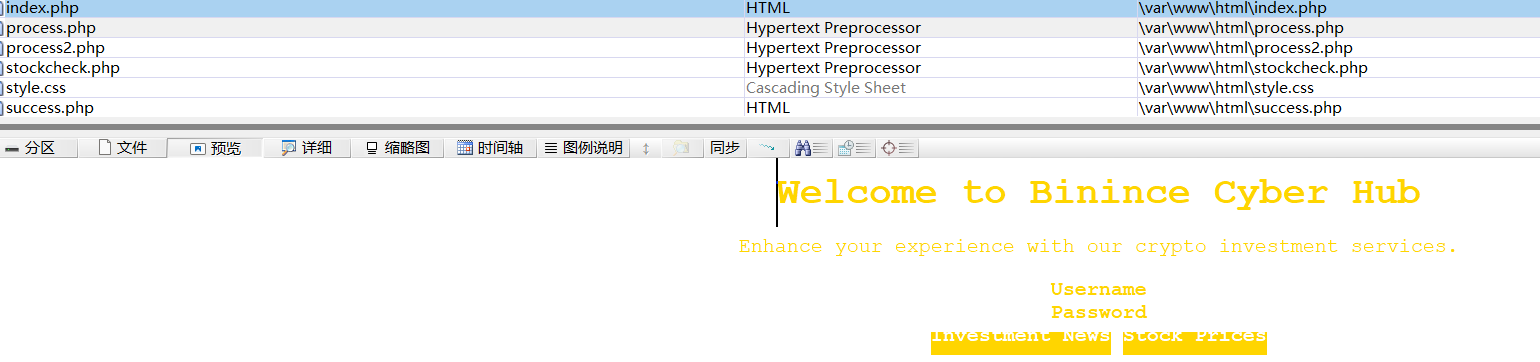 index.php HTML \var\www\html\index.php
process.php Hypertext Preprocessor \var\www\html\process.php
process2.php Hypertext Preprocessor \var\www\html\process2.php
stockcheck.php Hypertext Preprocessor \var\www\html\stockcheck.php
style.css Cascading Style Sheet \var\www\html\style.css
success.php HTML \var\www\html\success.php
分区 文件 预览 详细 缩略图 时间轴 图例说明 同步
Welcome to Binince Cyber Hub
Enhance your experience with our crypto investment services.
Username
Password
Investment News Stock Prices